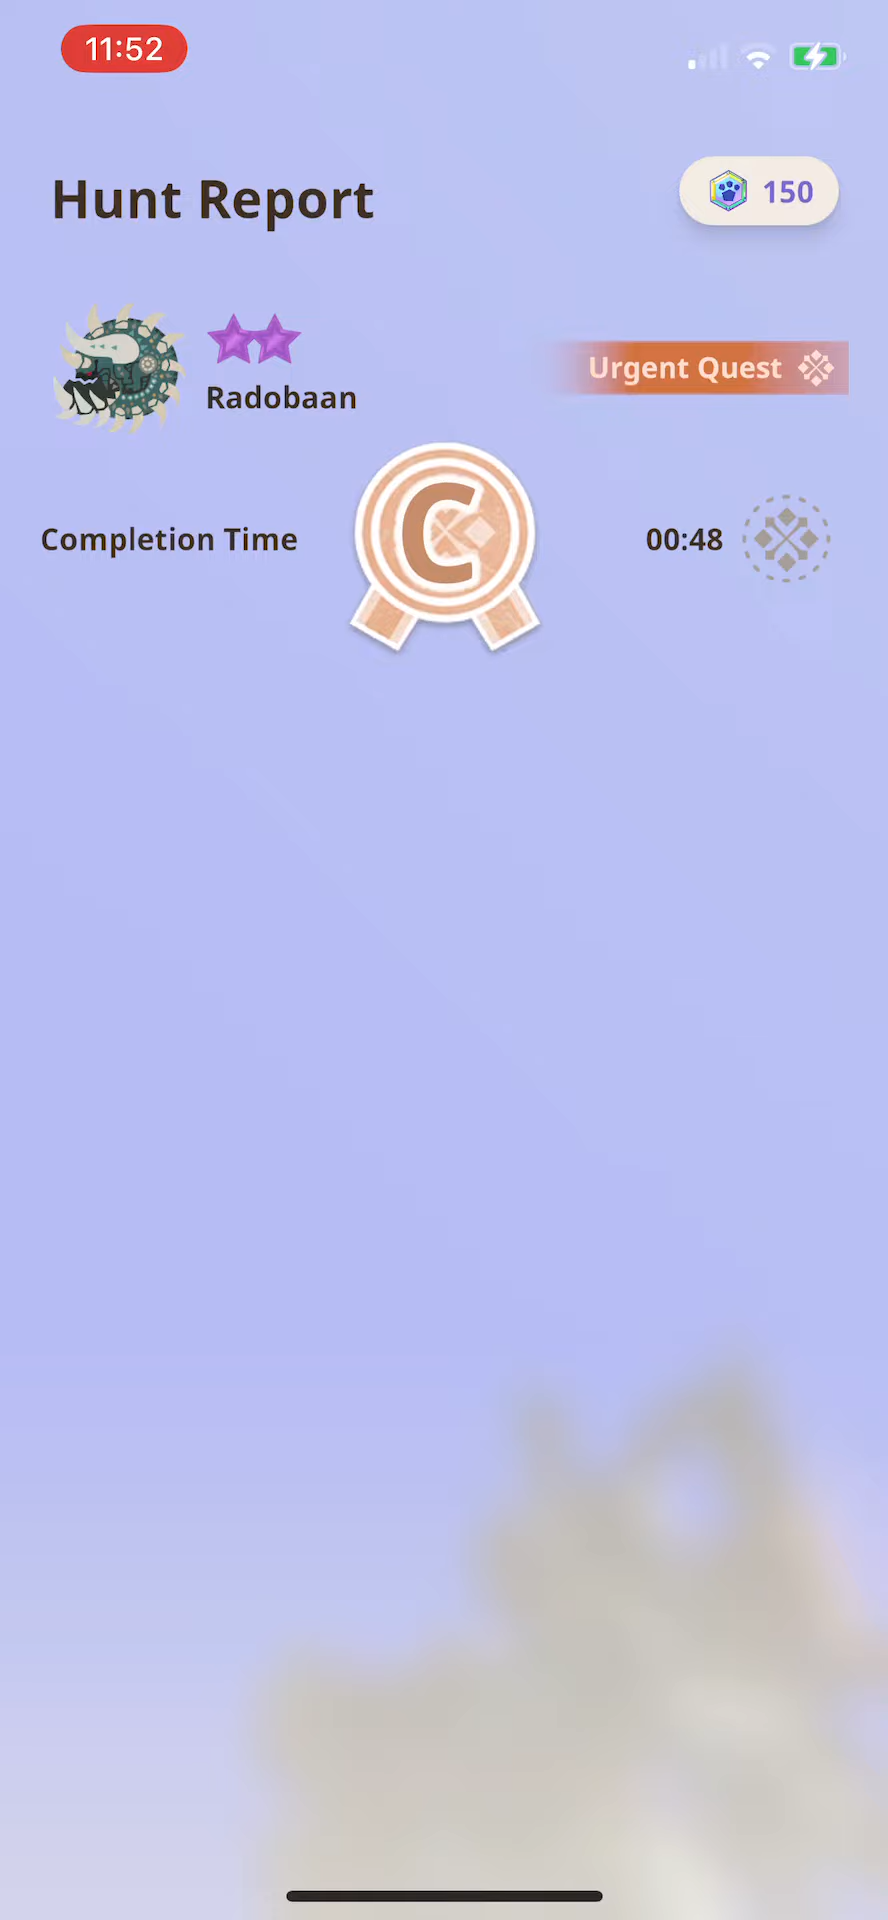 11:52
Hunt Report
150
Radobaan
Urgent Quest
Completion Time
C
00:48